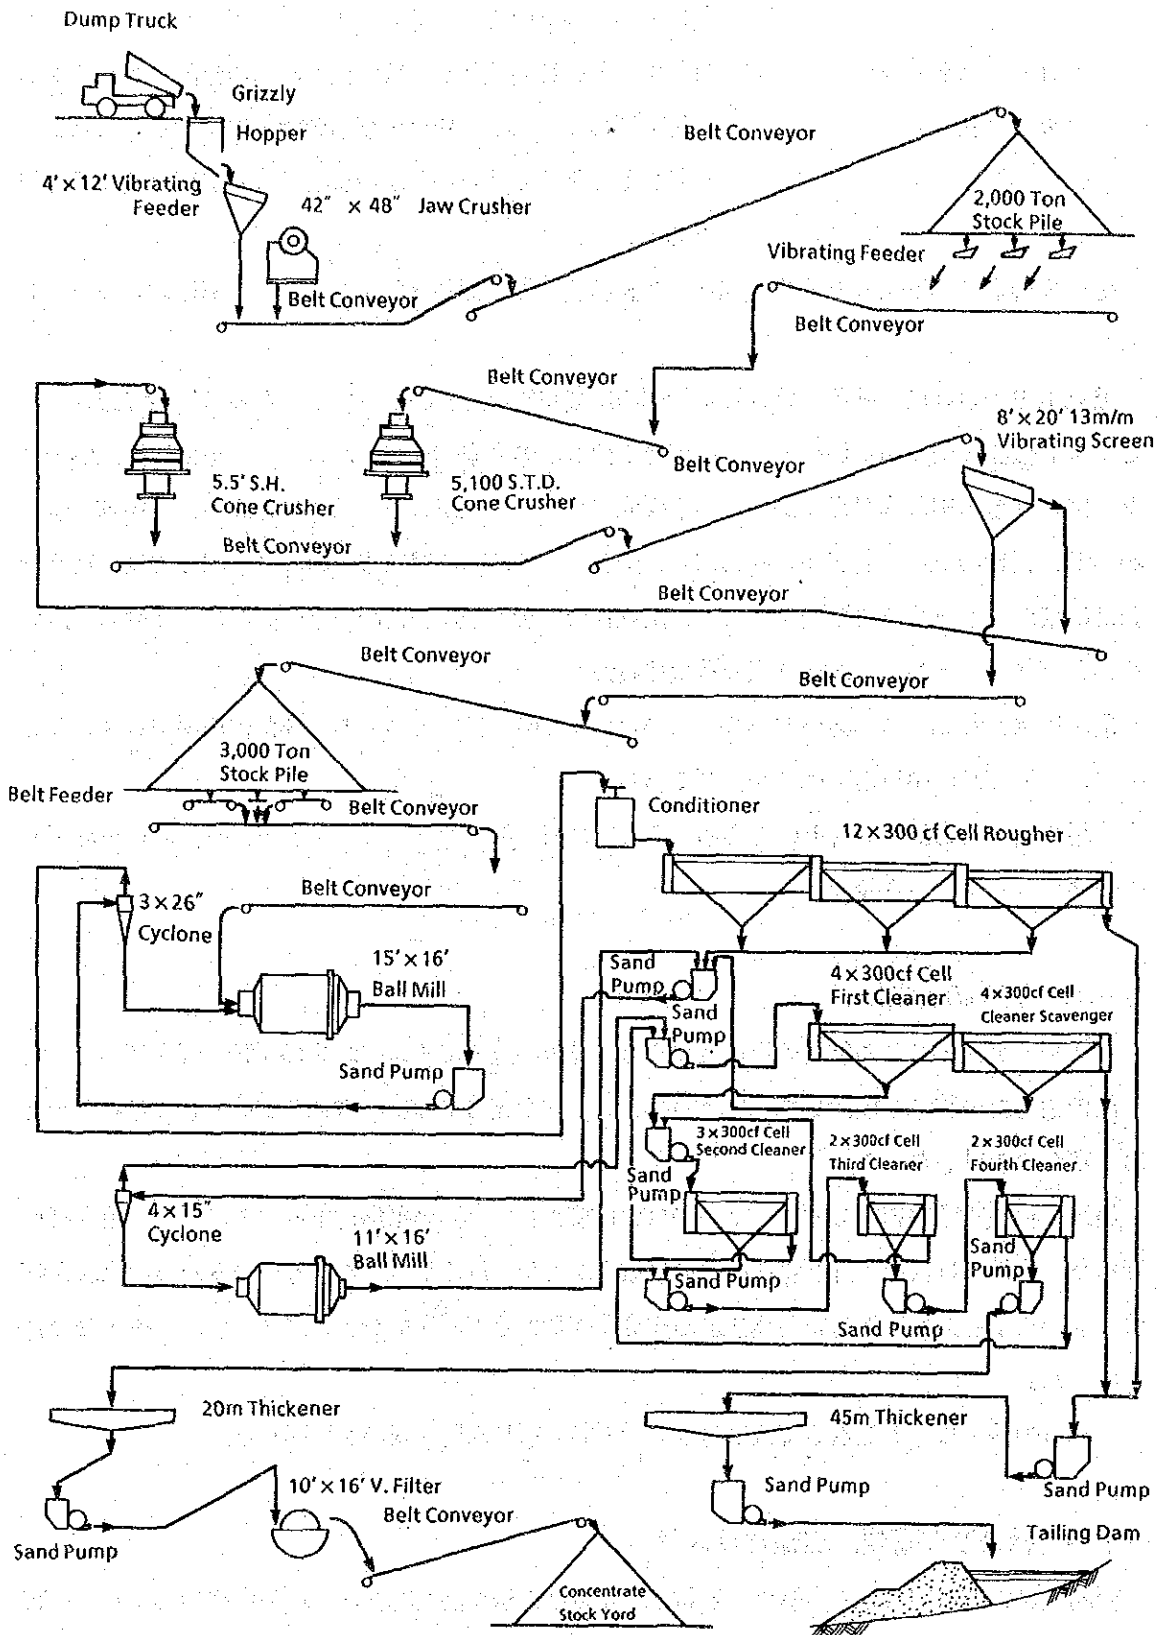 Dump Truck
Grizzly
Hopper
Belt Conveyor
4' × 12' Vibrating
Feeder
42" × 48" Jaw Crusher
2,000 Ton
Stock Pile
Vibrating Feeder
Belt Conveyor
Belt Conveyor
Belt Conveyor
8' × 20' 13m/m
Vibrating Screen
Belt Conveyor
5.5' S.H.
Cone Crusher
5,100 S.T.D.
Cone Crusher
Belt Conveyor
Belt Conveyor
Belt Conveyor
Belt Conveyor
3,000 Ton
Stock Pile
Belt Feeder
Belt Conveyor
Conditioner
12 × 300 cf Cell Rougher
Belt Conveyor
3 × 26"
Cyclone
15' × 16'
Ball Mill
Sand
Pump
4 × 300cf Cell
First Cleaner
4 × 300cf Cell
Cleaner Scavenger
Sand
Pump
Sand Pump
3 × 300cf Cell
Second Cleaner
2 × 300cf Cell
Third Cleaner
2 × 300cf Cell
Fourth Cleaner
Sand
Pump
4 × 15"
Cyclone
11' × 16'
Ball Mill
Sand
Pump
Sand Pump
Sand Pump
20m Thickener
45m Thickener
10' × 16' V. Filter
Belt Conveyor
Sand Pump
Sand Pump
Sand Pump
Tailing Dam
Concentrate
Stock Yord